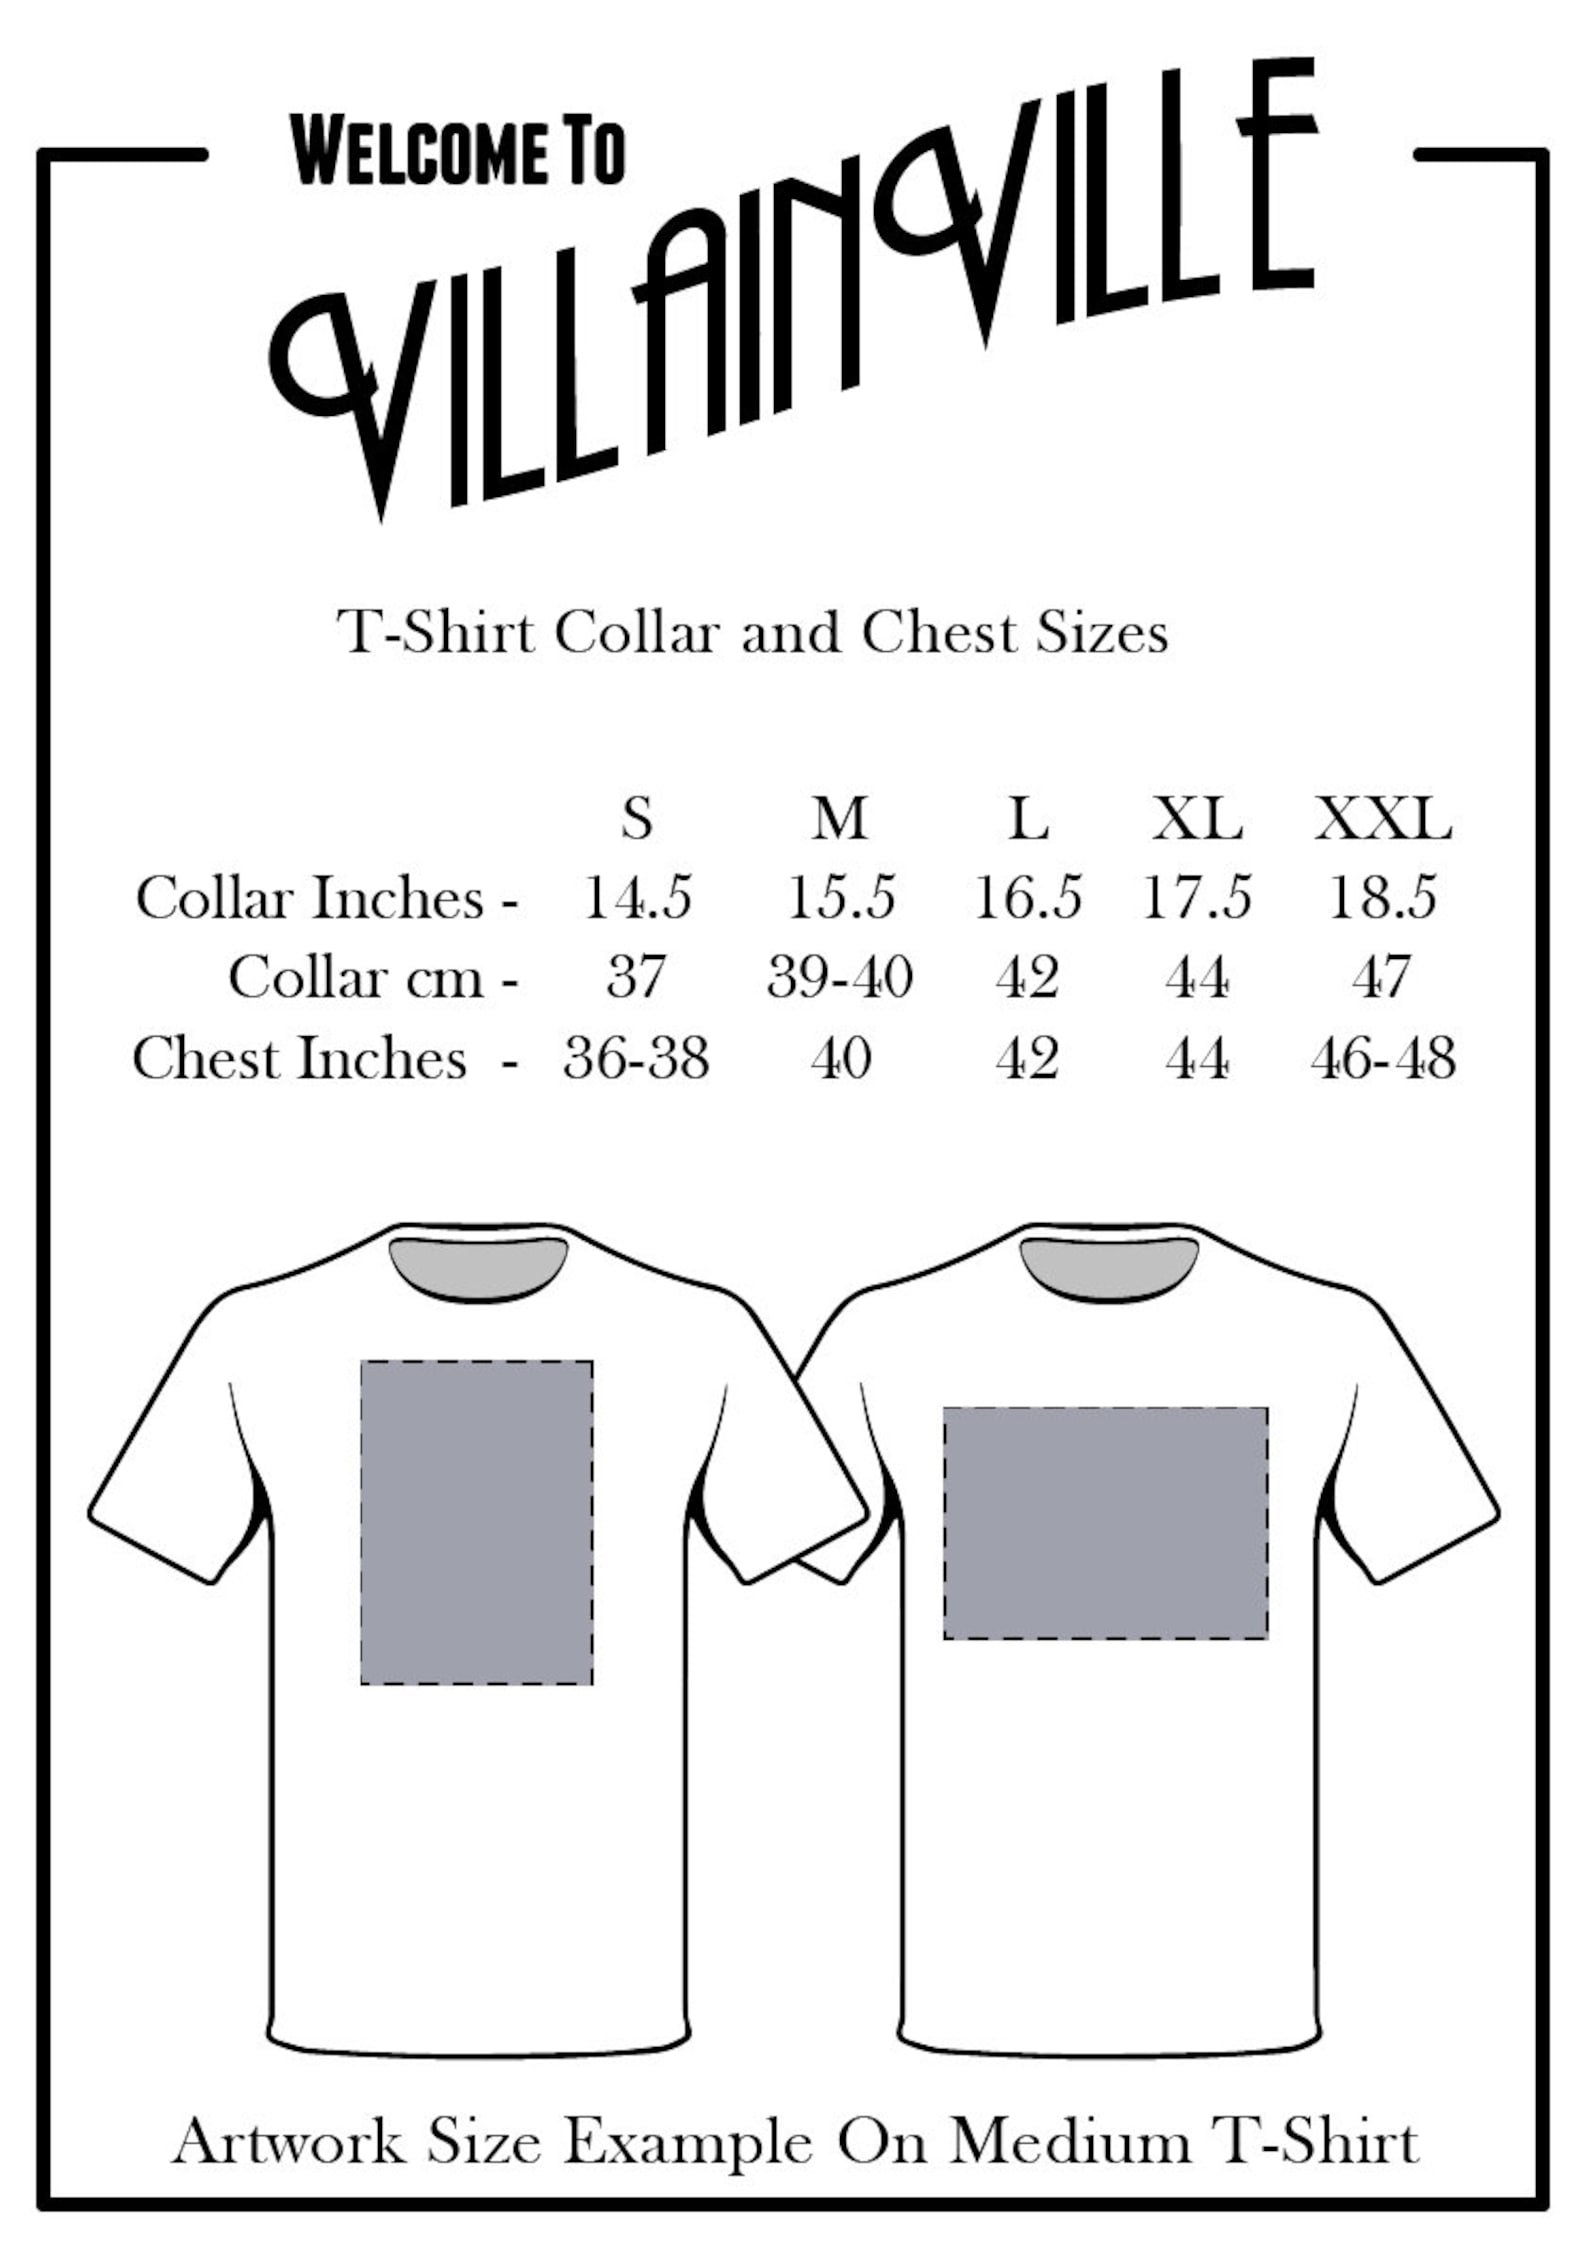 WELCOME TO
VILLAINVILLE
T-Shirt Collar and Chest Sizes
S M L XL XXL
Collar Inches - 14.5 15.5 16.5 17.5 18.5
Collar cm - 37 39-40 42 44 47
Chest Inches - 36-38 40 42 44 46-48
Artwork Size Example On Medium T-Shirt